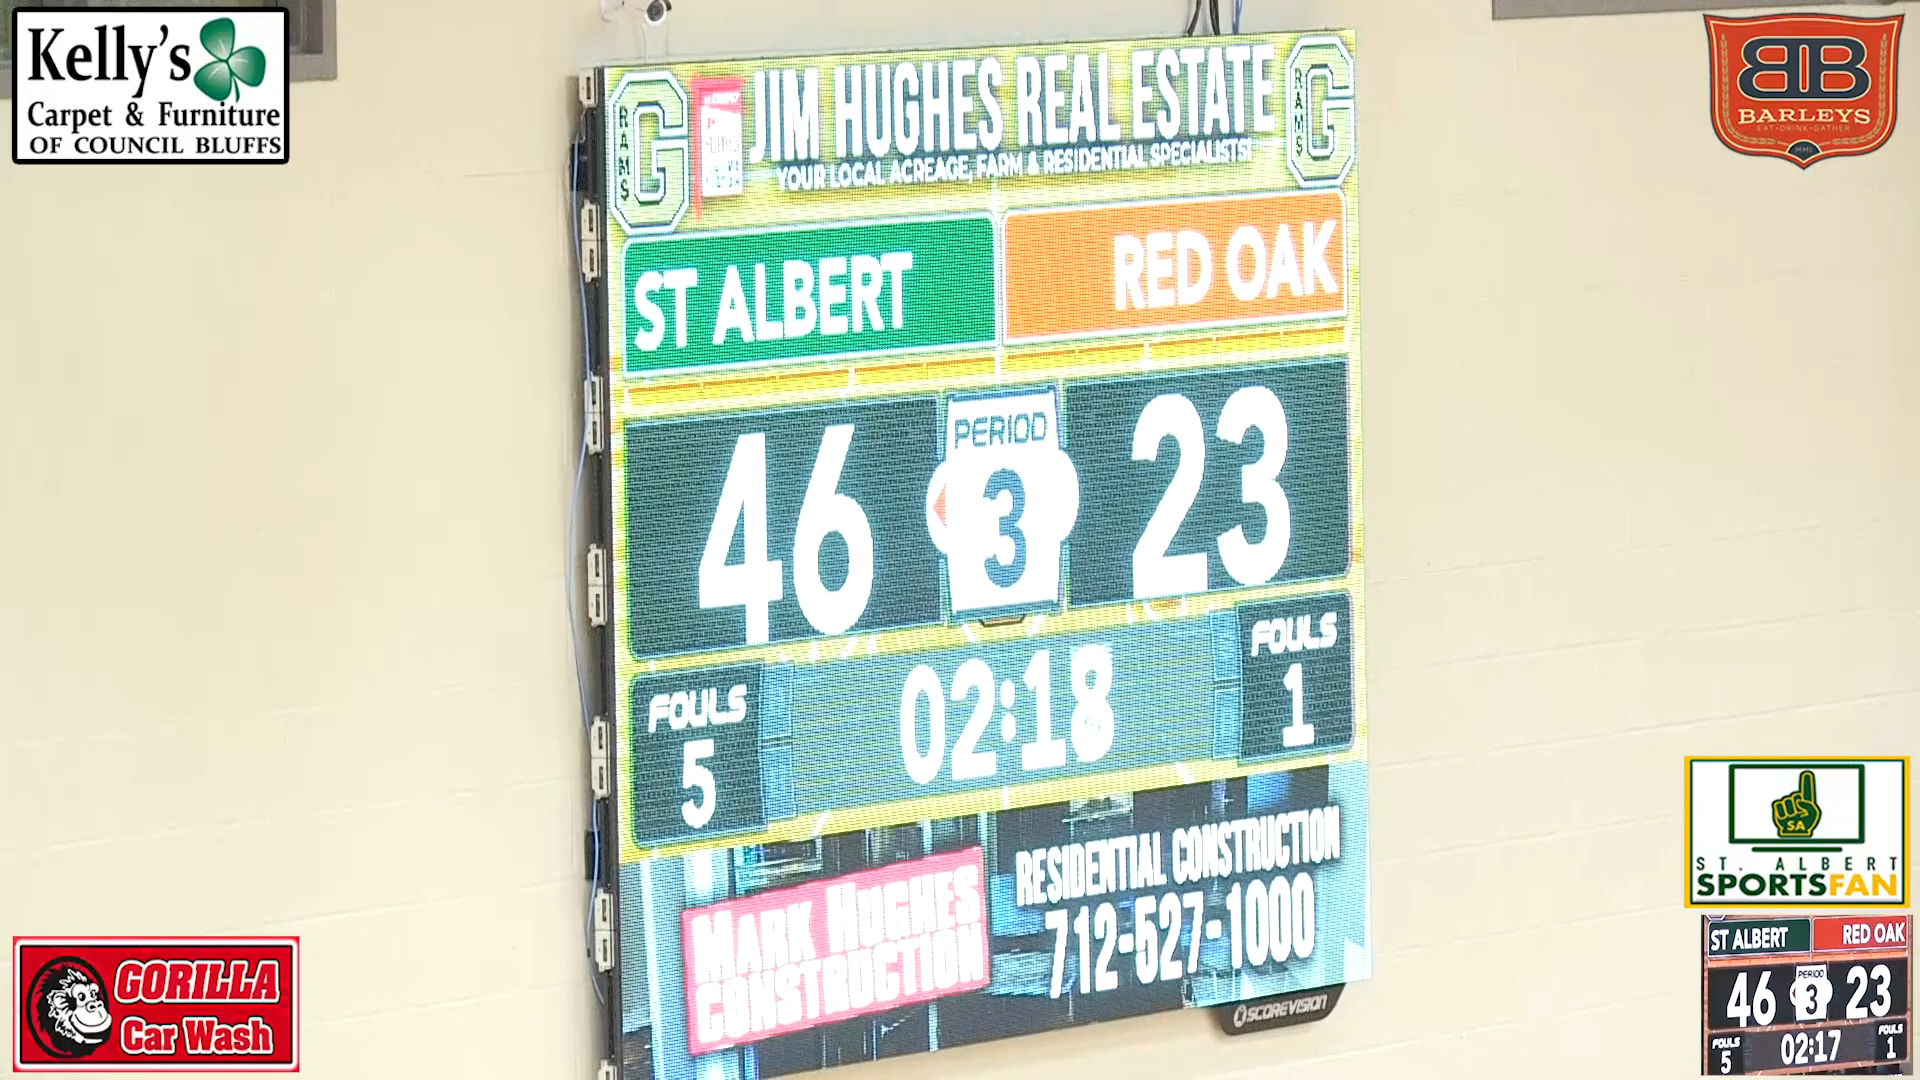 Kelly's
Carpet & Furniture
OF COUNCIL BLUFFS
BB
BARLEYS
EAT·DRINK·GATHER
MMI
RAMS
G
JIM HUGHES REAL ESTATE
YOUR LOCAL ACREAGE, FARM & RESIDENTIAL SPECIALISTS!
RAMS
G
ST ALBERT
RED OAK
46
PERIOD
3
23
FOULS
5
02:18
FOULS
1
MARK HUGHES
CONSTRUCTION
RESIDENTIAL CONSTRUCTION
712-527-1000
SCOREVISION
GORILLA
Car Wash
SA
ST. ALBERT
SPORTSFAN
ST ALBERT
RED OAK
46
PERIOD
3
23
FOULS
5
02:17
FOULS
1